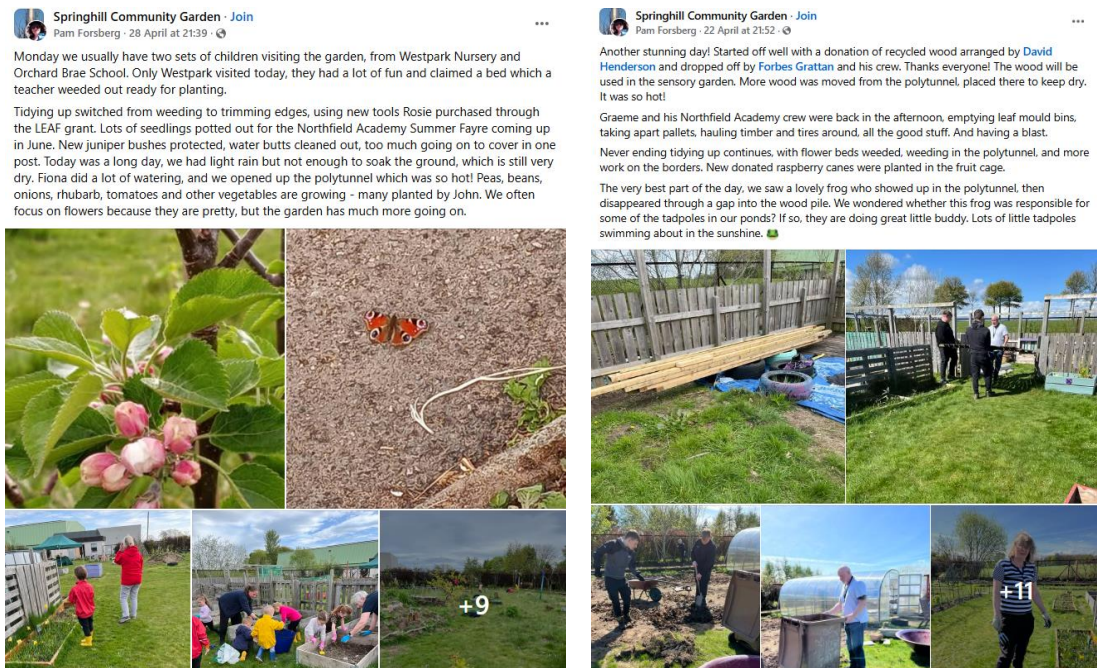 Springhill Community Garden · Join
Pam Forsberg · 28 April at 21:39 ·
Monday we usually have two sets of children visiting the garden, from Westpark Nursery and
Orchard Brae School. Only Westpark visited today, they had a lot of fun and claimed a bed which a
teacher weeded out ready for planting.
Tidying up switched from weeding to trimming edges, using new tools Rosie purchased through
the LEAF grant. Lots of seedlings potted out for the Northfield Academy Summer Fayre coming up
in June. New juniper bushes protected, water butts cleaned out, too much going on to cover in one
post. Today was a long day, we had light rain but not enough to soak the ground, which is still very
dry. Fiona did a lot of watering, and we opened up the polytunnel which was so hot! Peas, beans,
onions, rhubarb, tomatoes and other vegetables are growing - many planted by John. We often
focus on flowers because they are pretty, but the garden has much more going on.
+9
Springhill Community Garden · Join
Pam Forsberg · 22 April at 21:52 ·
Another stunning day! Started off well with a donation of recycled wood arranged by David
Henderson and dropped off by Forbes Grattan and his crew. Thanks everyone! The wood will be
used in the sensory garden. More wood was moved from the polytunnel, placed there to keep dry.
It was so hot!
Graeme and his Northfield Academy crew were back in the afternoon, emptying leaf mould bins,
taking apart pallets, hauling timber and tires around, all the good stuff. And having a blast.
Never ending tidying up continues, with flower beds weeded, weeding in the polytunnel, and more
work on the borders. New donated raspberry canes were planted in the fruit cage.
The very best part of the day, we saw a lovely frog who showed up in the polytunnel, then
disappeared through a gap into the wood pile. We wondered whether this frog was responsible for
some of the tadpoles in our ponds? If so, they are doing great little buddy. Lots of little tadpoles
swimming about in the sunshine. 🐸
+11